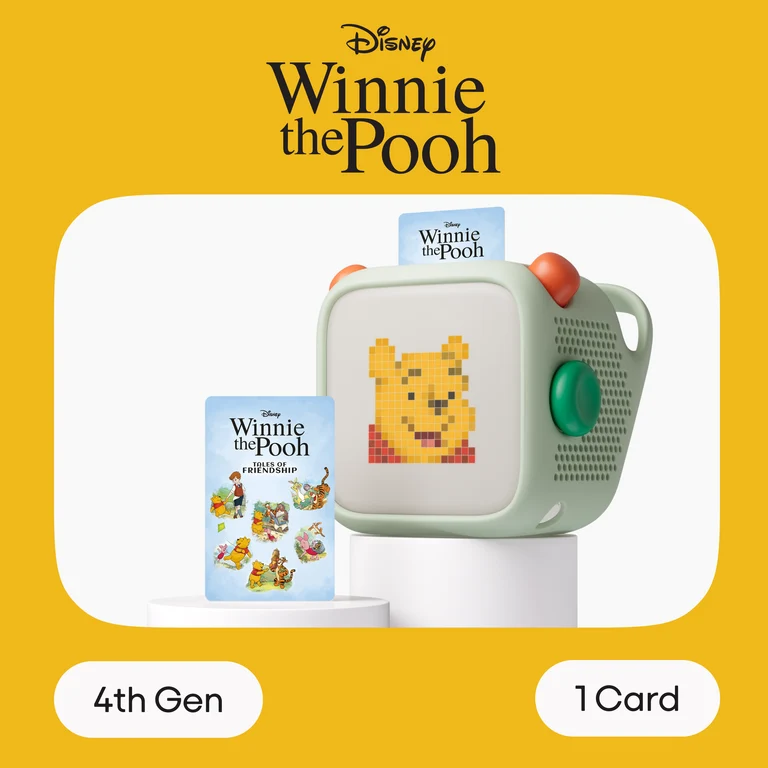 Disney
Winnie
the Pooh
Disney
Winnie
the Pooh
Disney
Winnie
the Pooh
TALES OF
FRIENDSHIP
4th Gen
1 Card